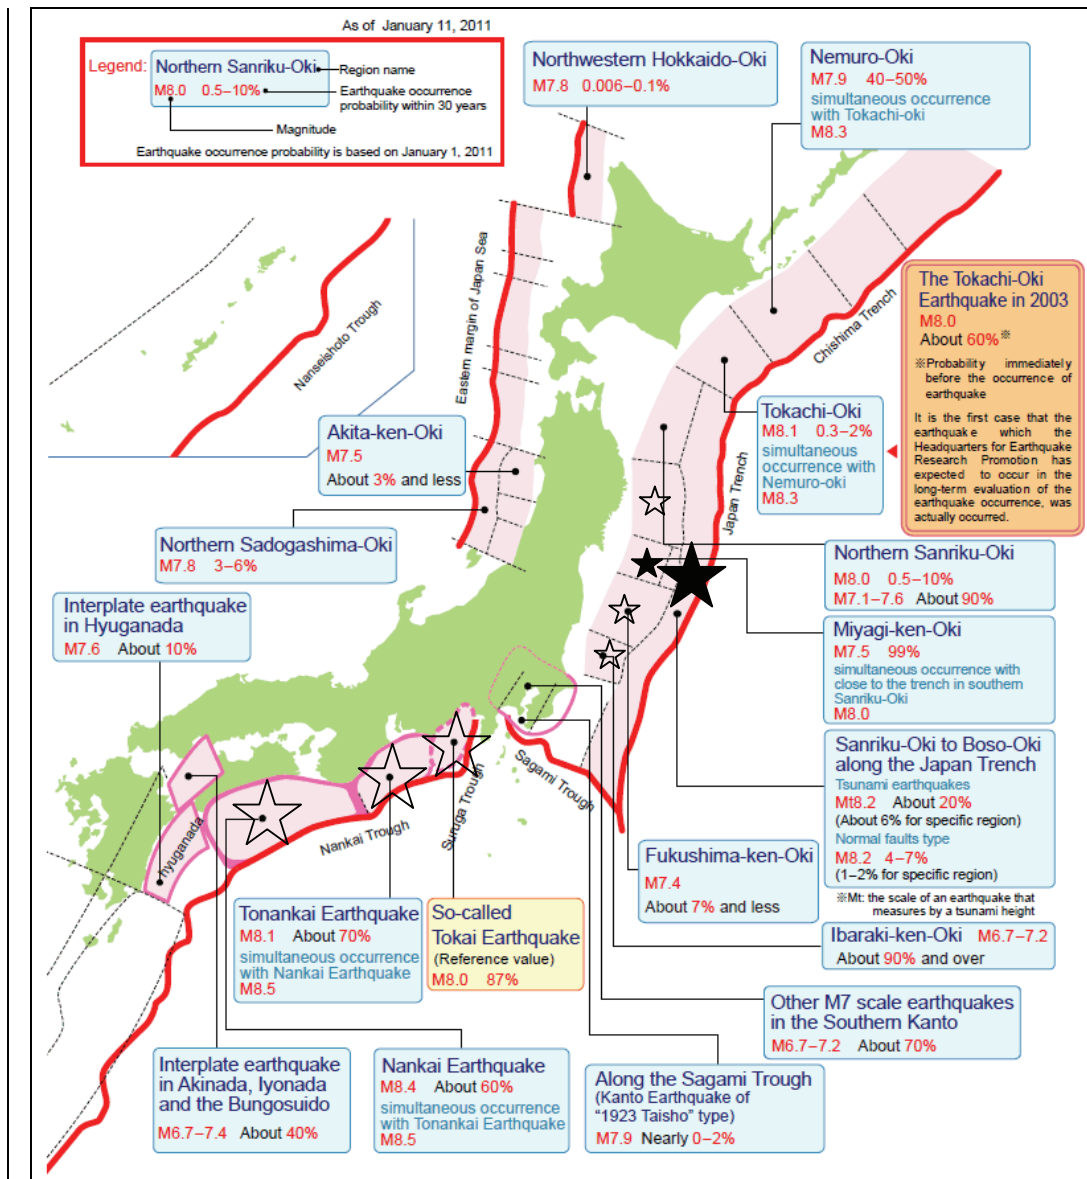 As of January 11, 2011
Legend:
Northern Sanriku-Oki
Region name
M8.0 0.5–10%
Earthquake occurrence
probability within 30 years
Magnitude
Earthquake occurrence probability is based on January 1, 2011
Northwestern Hokkaido-Oki
M7.8 0.006–0.1%
Nemuro-Oki
M7.9 40–50%
simultaneous occurrence
with Tokachi-oki
M8.3
Nanseishoto Trough
Eastern margin of Japan Sea
Chishima Trench
The Tokachi-Oki
Earthquake in 2003
M8.0
About 60%※
※Probability immediately
before the occurrence of
earthquake
It is the first case that the
earthquake which the
Headquarters for Earthquake
Research Promotion has
expected to occur in the
long-term evaluation of the
earthquake occurrence, was
actually occurred.
Akita-ken-Oki
M7.5
About 3% and less
Tokachi-Oki
M8.1 0.3–2%
simultaneous
occurrence with
Nemuro-oki
M8.3
Japan Trench
Northern Sadogashima-Oki
M7.8 3–6%
Northern Sanriku-Oki
M8.0 0.5–10%
M7.1–7.6 About 90%
Interplate earthquake
in Hyuganada
M7.6 About 10%
Miyagi-ken-Oki
M7.5 99%
simultaneous occurrence with
close to the trench in southern
Sanriku-Oki
M8.0
Sanriku-Oki to Boso-Oki
along the Japan Trench
Tsunami earthquakes
Mt8.2 About 20%
(About 6% for specific region)
Normal faults type
M8.2 4–7%
(1–2% for specific region)
※Mt: the scale of an earthquake that
measures by a tsunami height
Sagami Trough
Suruga Trough
Nankai Trough
hyuganada
Fukushima-ken-Oki
M7.4
About 7% and less
Ibaraki-ken-Oki M6.7–7.2
About 90% and over
Tonankai Earthquake
M8.1 About 70%
simultaneous occurrence
with Nankai Earthquake
M8.5
So-called
Tokai Earthquake
(Reference value)
M8.0 87%
Other M7 scale earthquakes
in the Southern Kanto
M6.7–7.2 About 70%
Interplate earthquake
in Akinada, Iyonada
and the Bungosuido
M6.7–7.4 About 40%
Nankai Earthquake
M8.4 About 60%
simultaneous occurrence
with Tonankai Earthquake
M8.5
Along the Sagami Trough
(Kanto Earthquake of
"1923 Taisho" type)
M7.9 Nearly 0–2%